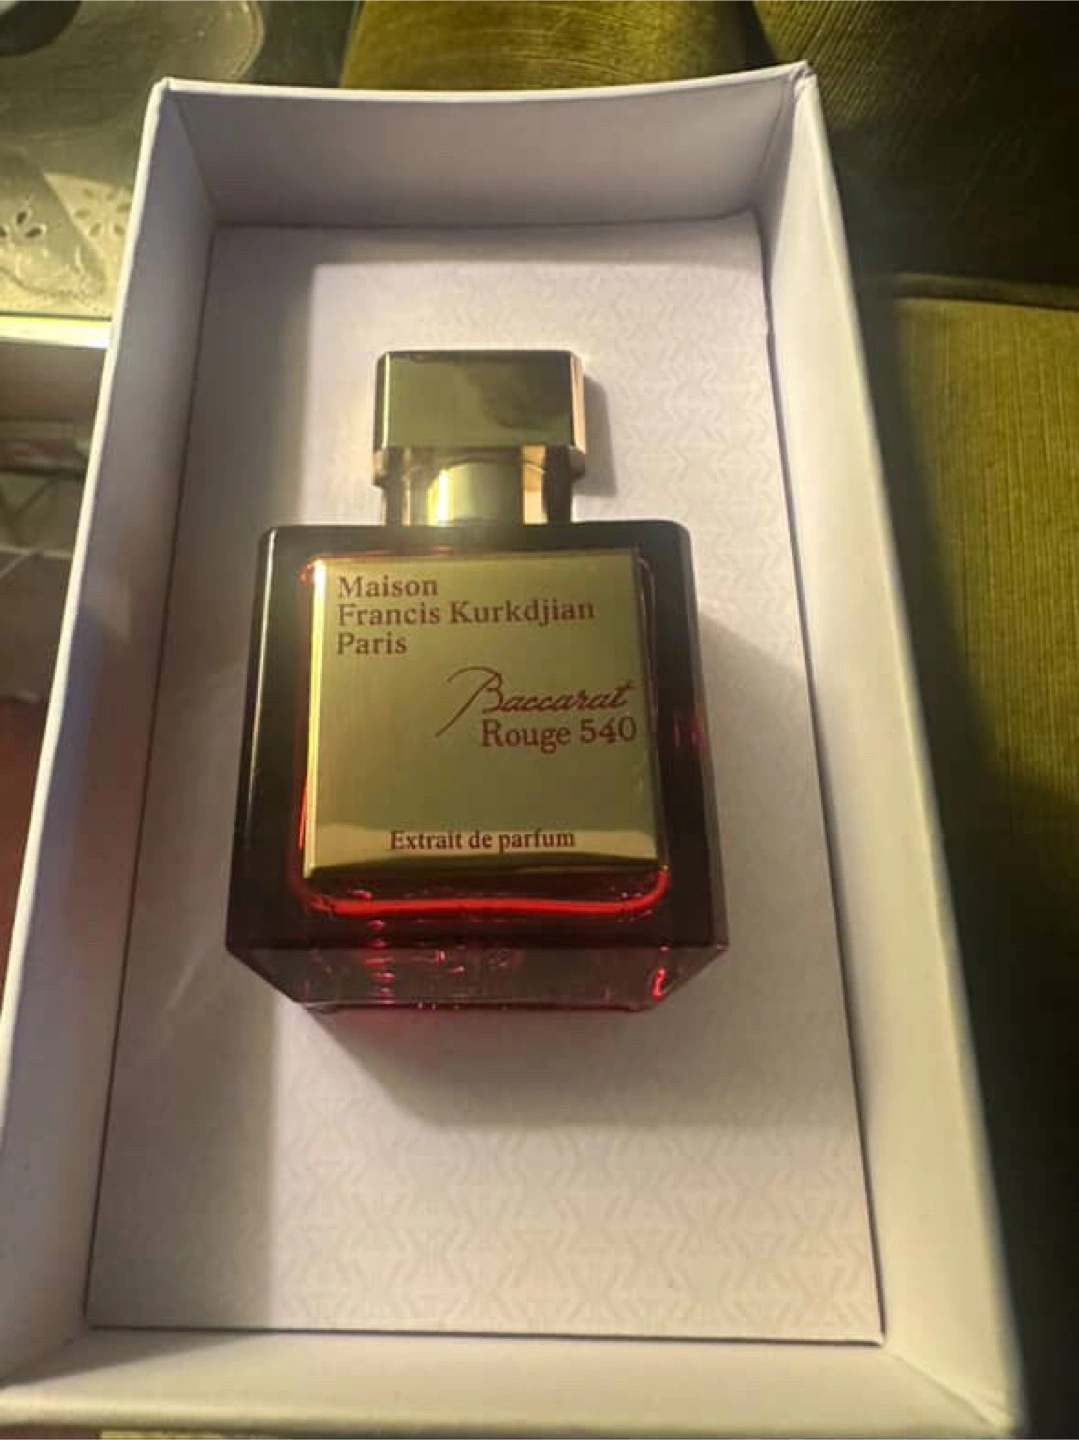 Maison
Francis Kurkdjian
Paris
Baccarat
Rouge 540
Extrait de parfum